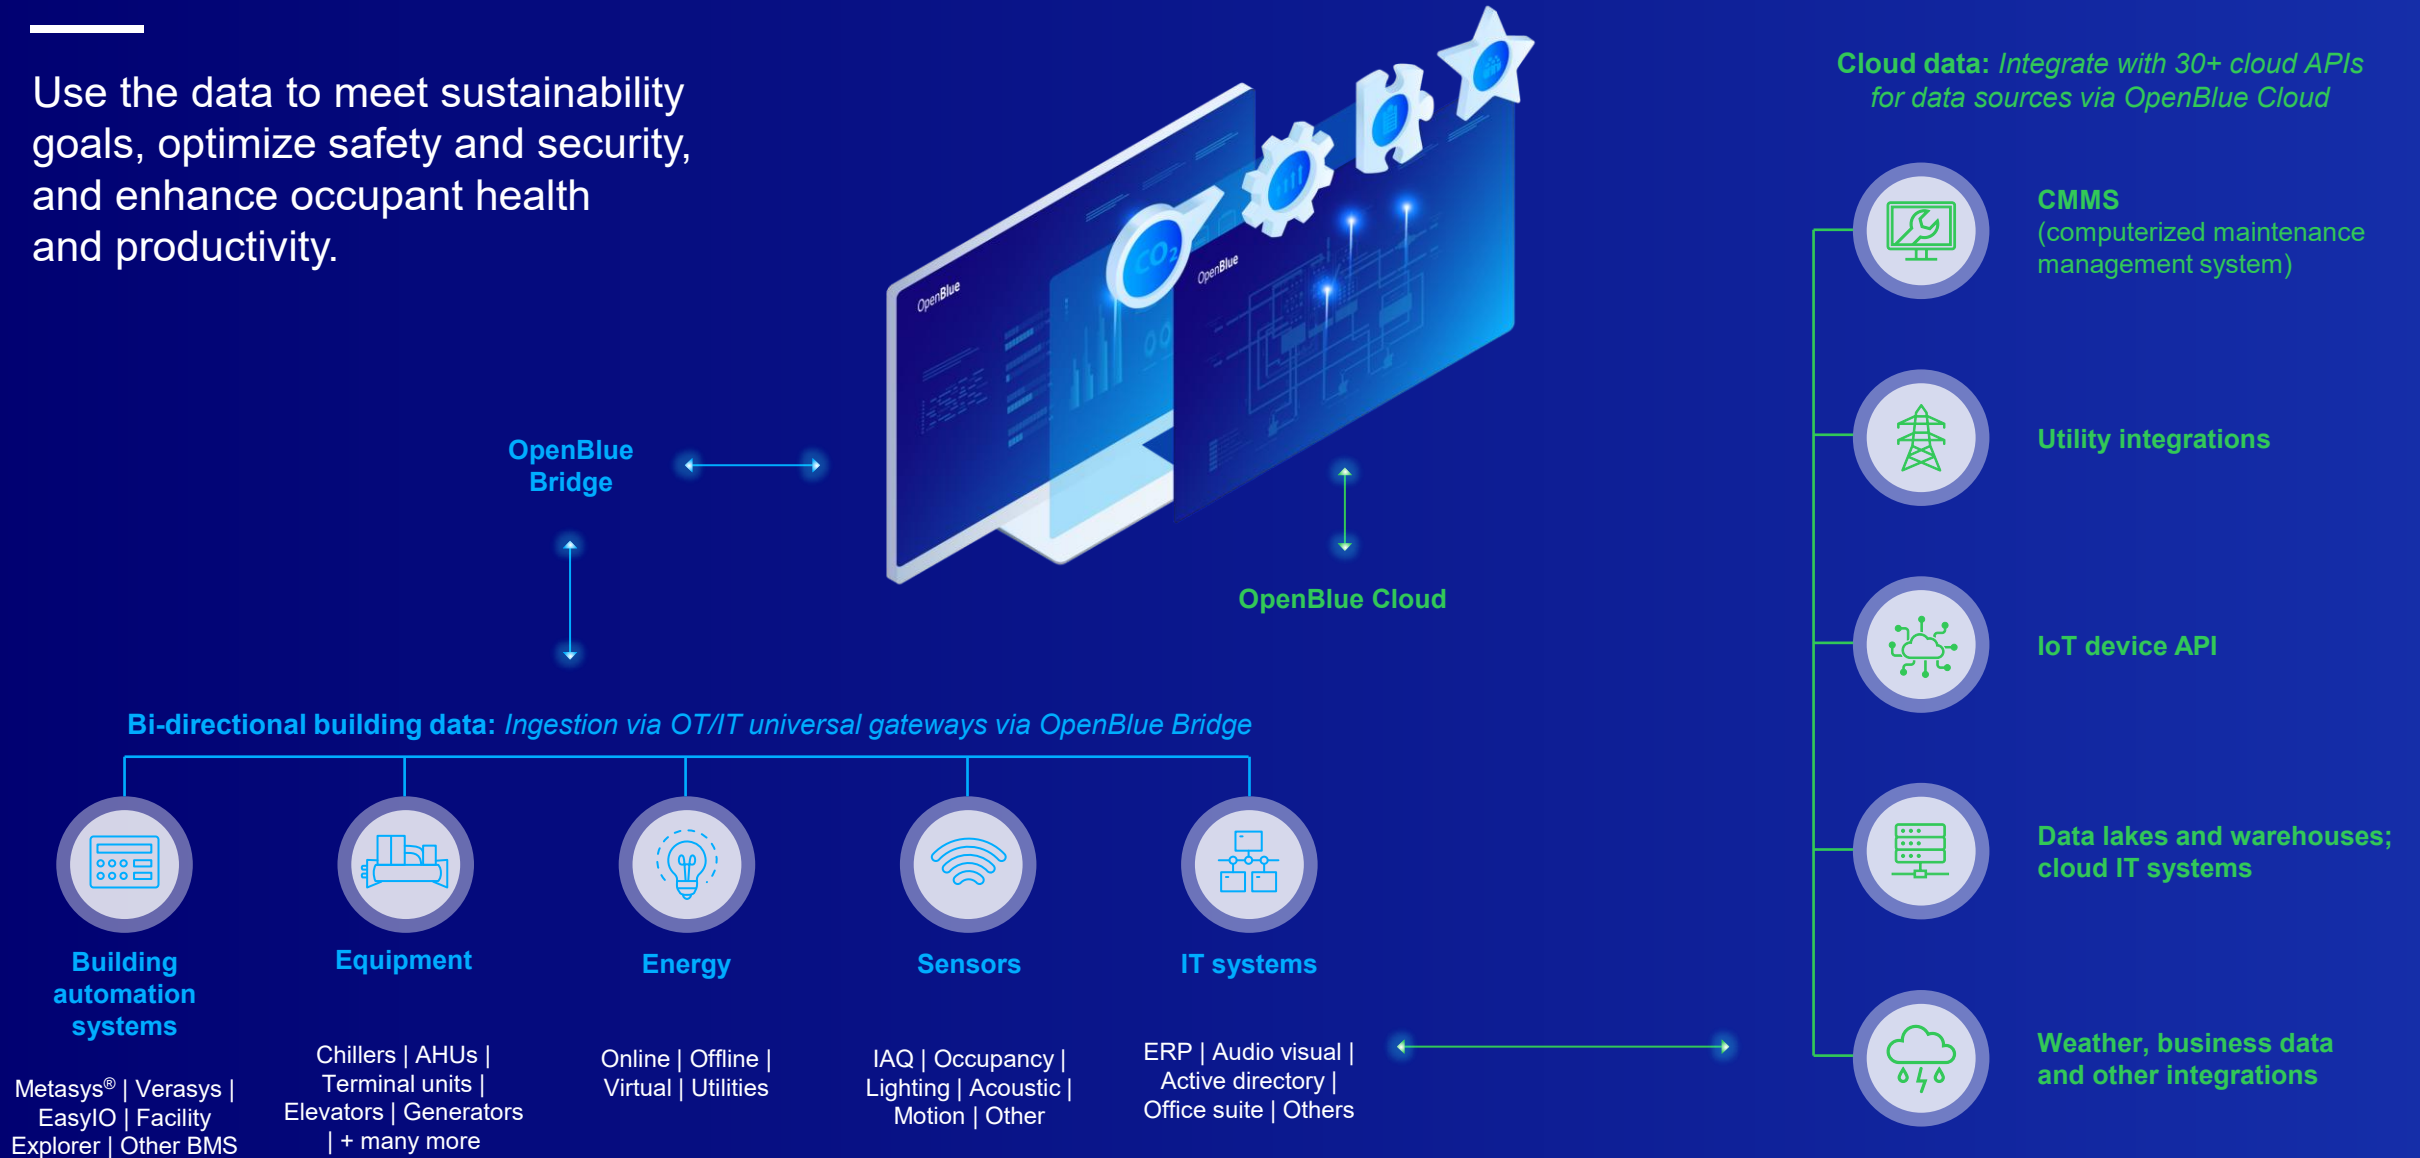 Use the data to meet sustainability
goals, optimize safety and security,
and enhance occupant health
and productivity.
CO2
OpenBlue
OpenBlue
OpenBlue
Bridge
OpenBlue Cloud
Bi-directional building data: Ingestion via OT/IT universal gateways via OpenBlue Bridge
Building
automation
systems
Metasys® | Verasys |
EasyIO | Facility
Explorer | Other BMS
Equipment
Chillers | AHUs |
Terminal units |
Elevators | Generators
| + many more
Energy
Online | Offline |
Virtual | Utilities
Sensors
IAQ | Occupancy |
Lighting | Acoustic |
Motion | Other
IT systems
ERP | Audio visual |
Active directory |
Office suite | Others
Cloud data: Integrate with 30+ cloud APIs
for data sources via OpenBlue Cloud
CMMS
(computerized maintenance
management system)
Utility integrations
IoT device API
Data lakes and warehouses;
cloud IT systems
Weather, business data
and other integrations